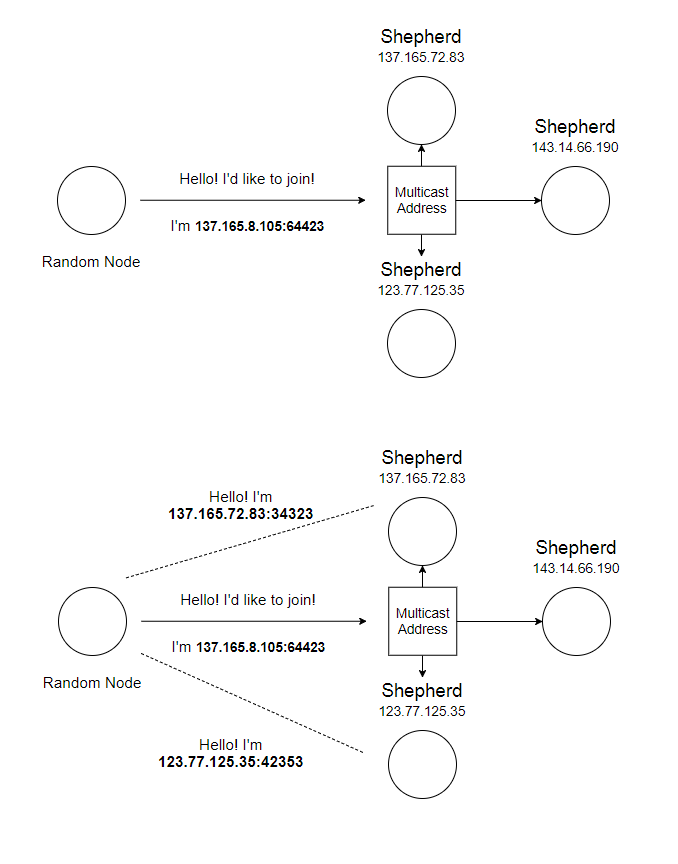 Shepherd
137.165.72.83
Shepherd
143.14.66.190
Hello! I'd like to join!
Multicast
Address
I'm 137.165.8.105:64423
Random Node
Shepherd
123.77.125.35
Shepherd
137.165.72.83
Hello! I'm
137.165.72.83:34323
Shepherd
143.14.66.190
Hello! I'd like to join!
Multicast
Address
I'm 137.165.8.105:64423
Random Node
Shepherd
123.77.125.35
Hello! I'm
123.77.125.35:42353